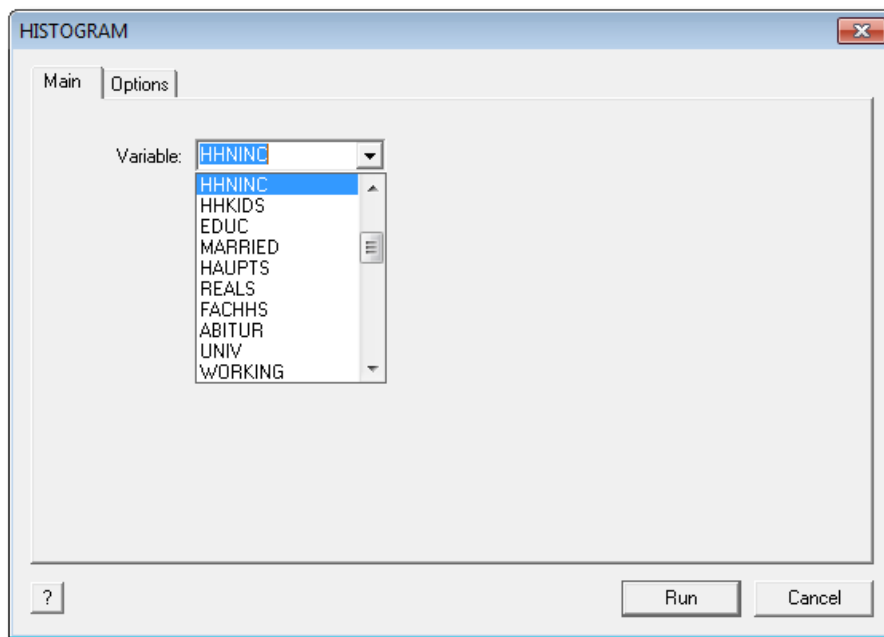 HISTOGRAM
Main Options
Variable: HHNINC
HHNINC
HHKIDS
EDUC
MARRIED
HAUPTS
REALS
FACHHS
ABITUR
UNIV
WORKING
? Run Cancel